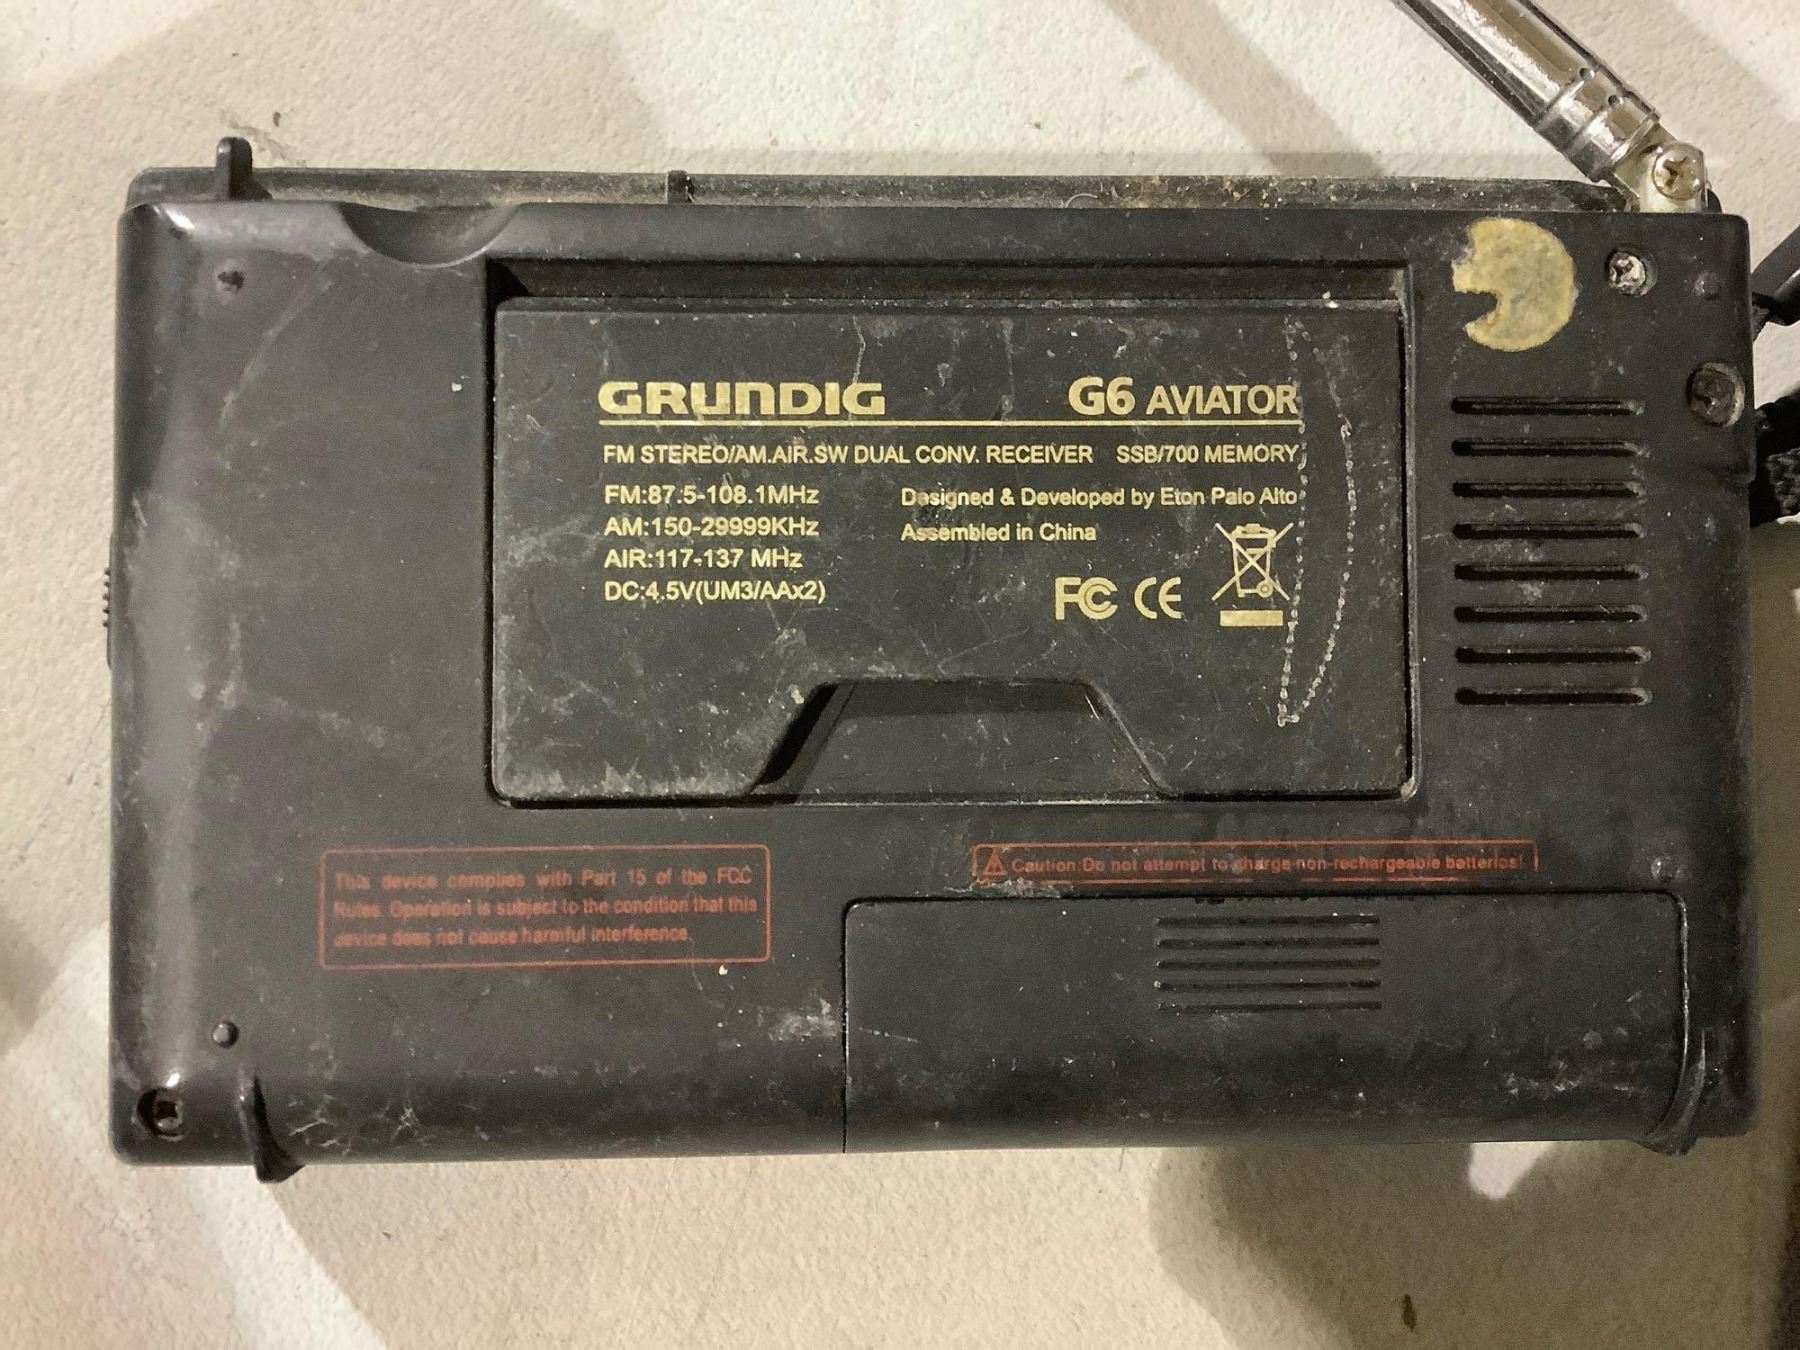 GRUNDIG G6 AVIATOR
FM STEREO/AM.AIR.SW DUAL CONV. RECEIVER SSB/700 MEMORY
FM:87.5-108.1MHz
AM:150-29999KHz
AIR:117-137 MHz
DC:4.5V(UM3/AAx2)
Designed & Developed by Eton Palo Alto
Assembled in China
FC CE
Caution:Do not attempt to charge non-rechargeable batteries!
This device complies with Part 15 of the FCC
Rules. Operation is subject to the condition that this
device does not cause harmful interference